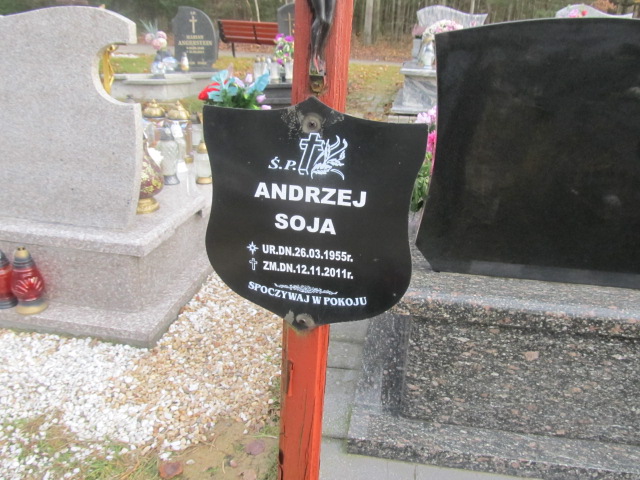 Ś.P.
ANDRZEJ
SOJA
UR.DN.26.03.1955r.
ZM.DN.12.11.2011r.
SPOCZYWAJ W POKOJU